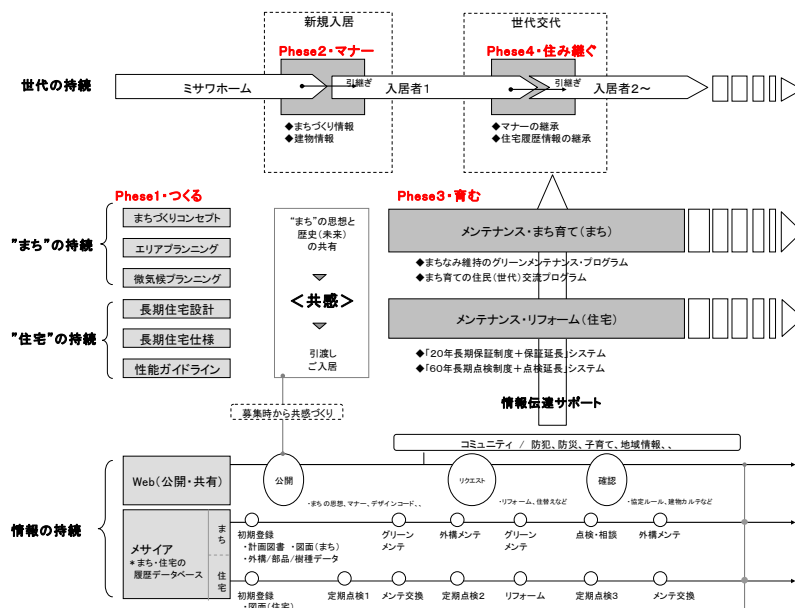 新規入居
世代交代
Phase2・マナー
Phase4・住み継ぐ
世代の持続
ミサワホーム
引継ぎ
入居者1
引継ぎ
入居者2～
◆まちづくり情報
◆建物情報
◆マナーの継承
◆住宅履歴情報の継承
Phase1・つくる
Phase3・育む
"まち"の持続
まちづくりコンセプト
エリアプランニング
微気候プランニング
"住宅"の持続
長期住宅設計
長期住宅仕様
性能ガイドライン
"まち"の思想と
歴史(未来)
の共有
＜共感＞
引渡し
ご入居
メンテナンス・まち育て(まち)
◆まちなみ維持のグリーンメンテナンス・プログラム
◆まち育ての住民(世代)交流プログラム
メンテナンス・リフォーム(住宅)
◆「20年長期保証制度＋保証延長」システム
◆「60年長期点検制度＋点検延長」システム
情報伝達サポート
募集時から共感づくり
コミュニティ / 防犯、防災、子育て、地域情報、、
情報の持続
Web(公開・共有)
公開
リクエスト
確認
・まちの思想、マナー、デザインコード、、
・リフォーム、住替えなど
・協定ルール、建物カルテなど
メサイア
＊まち・住宅の
履歴データベース
まち
初期登録
・計画図書 ・図面(まち)
・外構/部品/樹種データ
グリーン
メンテ
外構メンテ
グリーン
メンテ
点検・相談
外構メンテ
住宅
初期登録
・図面(住宅)
定期点検1
メンテ交換
定期点検2
リフォーム
定期点検3
メンテ交換